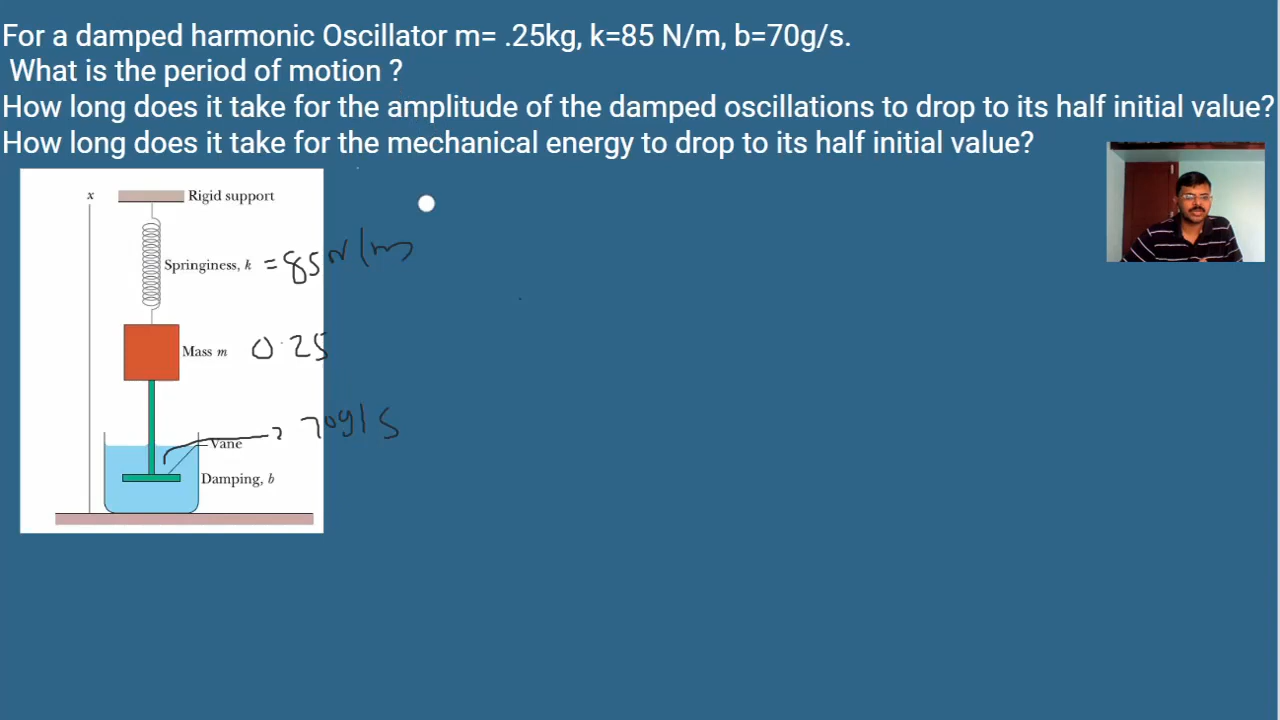 For a damped harmonic Oscillator m= .25kg, k=85 N/m, b=70g/s.
What is the period of motion ?
How long does it take for the amplitude of the damped oscillations to drop to its half initial value?
How long does it take for the mechanical energy to drop to its half initial value?
x
Rigid support
Springiness, k = 85 N/m
Mass m 0.25
70g/s
Vane
Damping, b